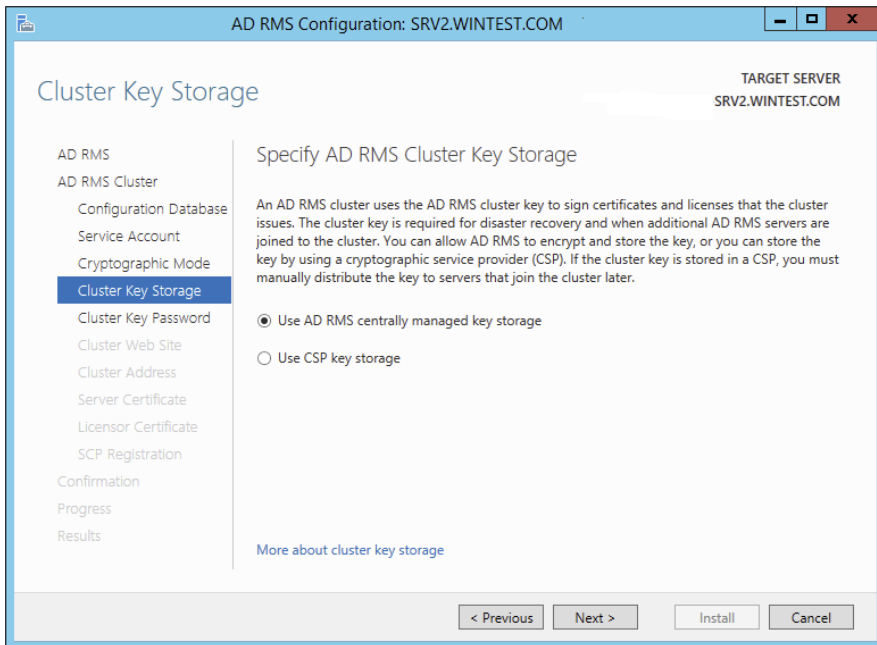 AD RMS Configuration: SRV2.WINTEST.COM
Cluster Key Storage
TARGET SERVER
SRV2.WINTEST.COM
AD RMS
AD RMS Cluster
Configuration Database
Service Account
Cryptographic Mode
Cluster Key Storage
Cluster Key Password
Cluster Web Site
Cluster Address
Server Certificate
Licensor Certificate
SCP Registration
Confirmation
Progress
Results
Specify AD RMS Cluster Key Storage
An AD RMS cluster uses the AD RMS cluster key to sign certificates and licenses that the cluster
issues. The cluster key is required for disaster recovery and when additional AD RMS servers are
joined to the cluster. You can allow AD RMS to encrypt and store the key, or you can store the
key by using a cryptographic service provider (CSP). If the cluster key is stored in a CSP, you must
manually distribute the key to servers that join the cluster later.
Use AD RMS centrally managed key storage
Use CSP key storage
More about cluster key storage
< Previous
Next >
Install
Cancel